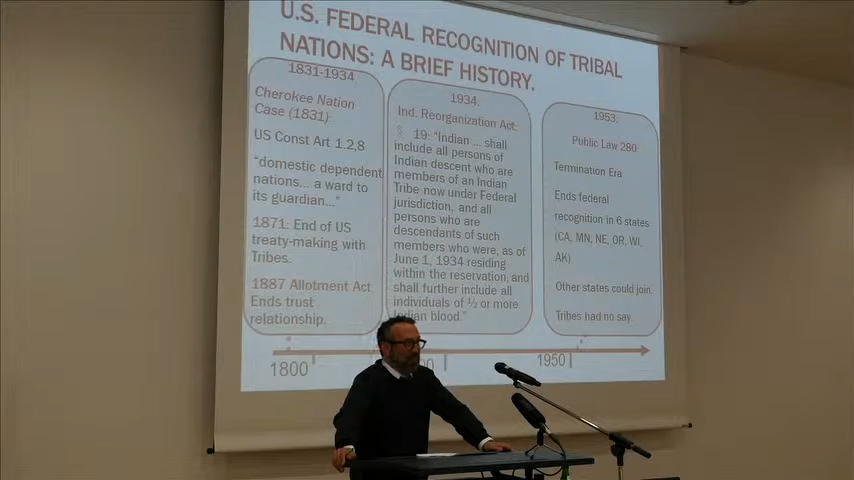 U.S. FEDERAL RECOGNITION OF TRIBAL
NATIONS: A BRIEF HISTORY.
1831-1934
Cherokee Nation
Case (1831)
US Const Art 1.2,8
“domestic dependent
nations... a ward to
its guardian...”
1871: End of US
treaty-making with
Tribes.
1887 Allotment Act
Ends trust
relationship.
1934:
Ind. Reorganization Act:
§ 19: “Indian ... shall
include all persons of
Indian descent who are
members of an Indian
Tribe now under Federal
jurisdiction, and all
persons who are
descendants of such
members who were, as of
June 1, 1934 residing
within the reservation, and
shall further include all
individuals of ½ or more
Indian blood.”
1953:
Public Law 280
Termination Era
Ends federal
recognition in 6 states
(CA, MN, NE, OR, WI,
AK)
Other states could join.
Tribes had no say.
1800
1950